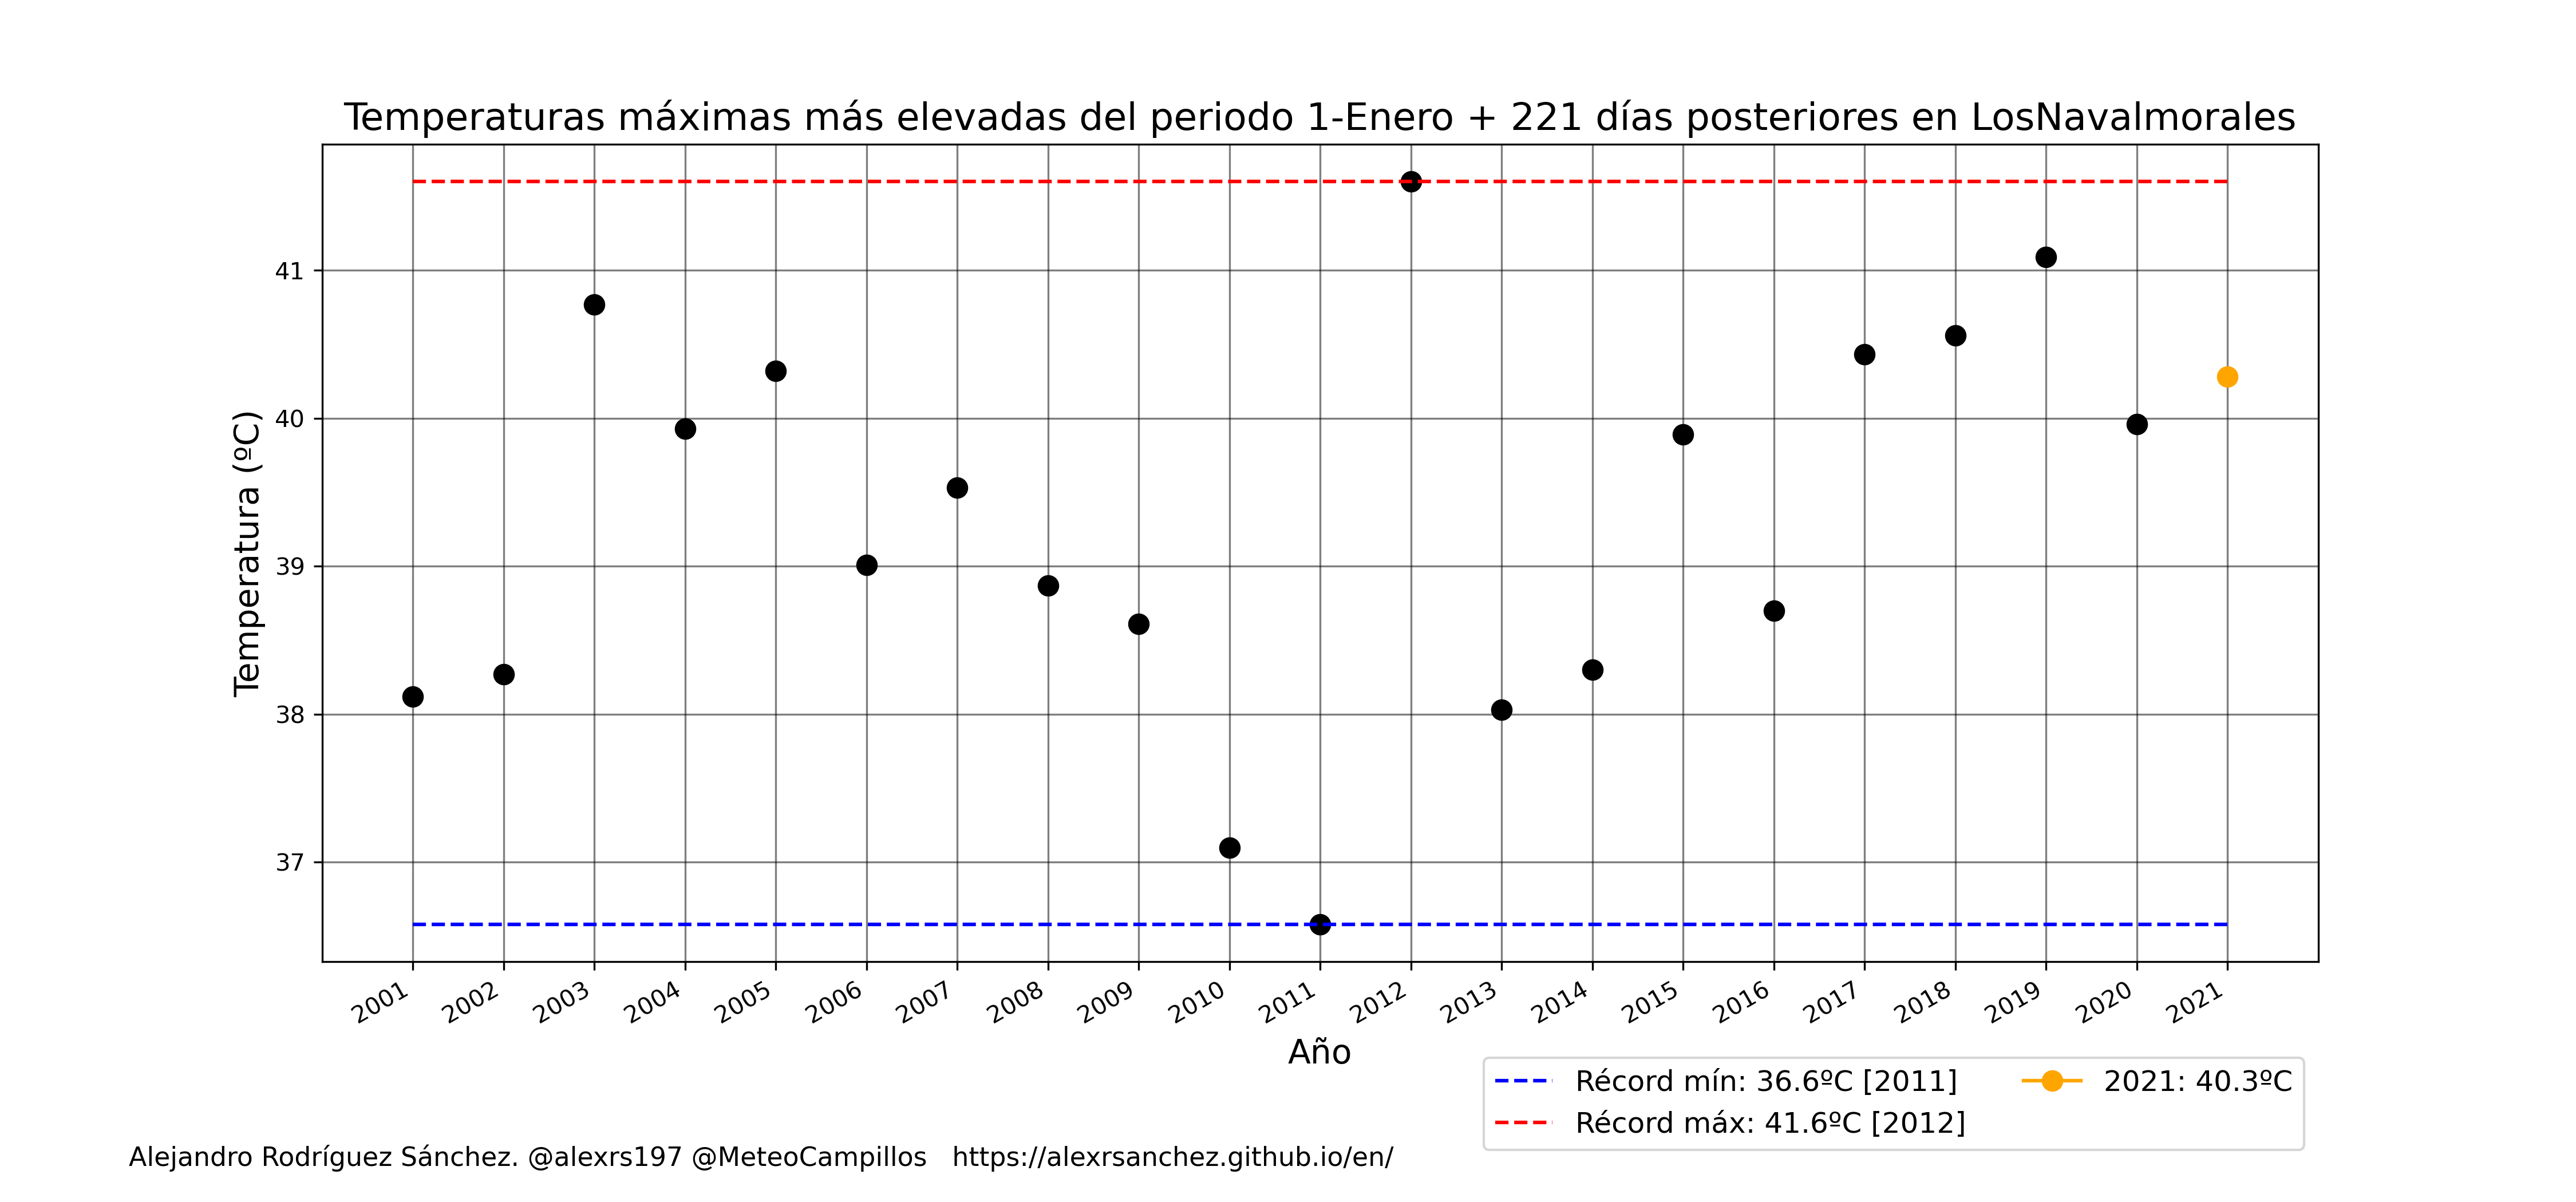 Temperaturas máximas más elevadas del periodo 1-Enero + 221 días posteriores en LosNavalmorales
Temperatura (ºC)
41
40
39
38
37
2001 2002 2003 2004 2005 2006 2007 2008 2009 2010 2011 2012 2013 2014 2015 2016 2017 2018 2019 2020 2021
Año
Récord mín: 36.6ºC [2011]
Récord máx: 41.6ºC [2012]
2021: 40.3ºC
Alejandro Rodríguez Sánchez. @alexrs197 @MeteoCampillos https://alexrsanchez.github.io/en/